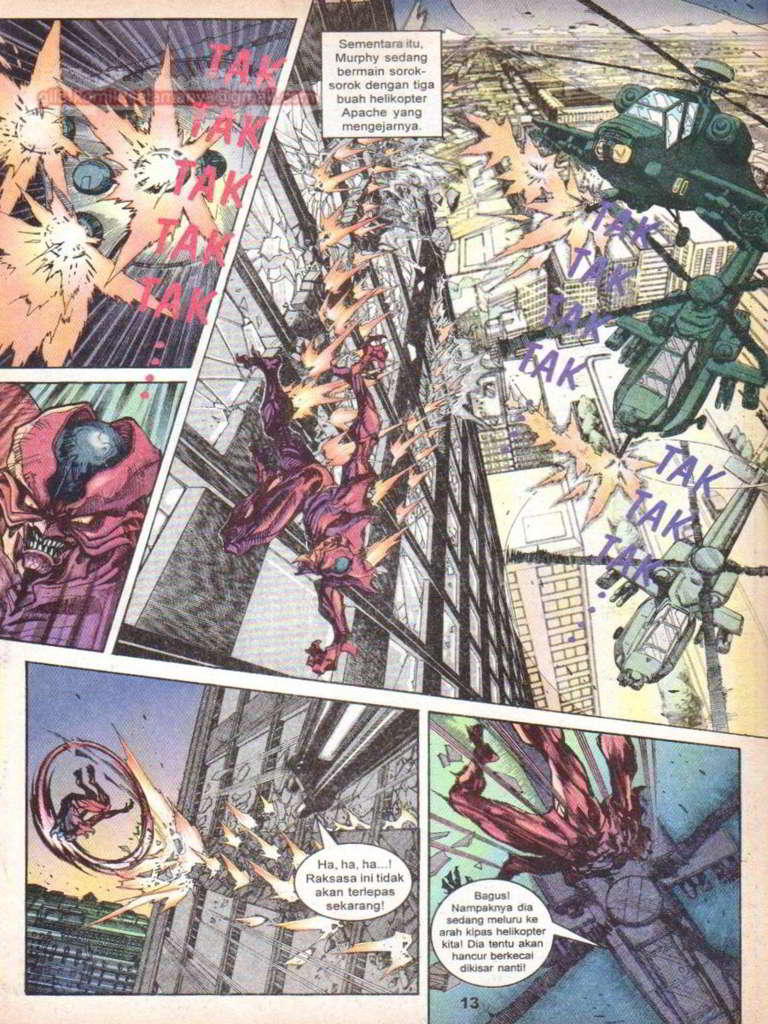 TAK
TAK
TAK
TAK
TAK
...
Sementara itu,
Murphy sedang
bermain sorok-
sorok dengan tiga
buah helikopter
Apache yang
mengejarnya.
TAK
TAK
TAK
TAK
...
TAK
TAK
TAK
...
Ha, ha, ha...!
Raksasa ini tidak
akan terlepas
sekarang!
Bagus!
Nampaknya dia
sedang meluru ke
arah kipas helikopter
kita! Dia tentu akan
hancur berkecai
dikisar nanti!
13